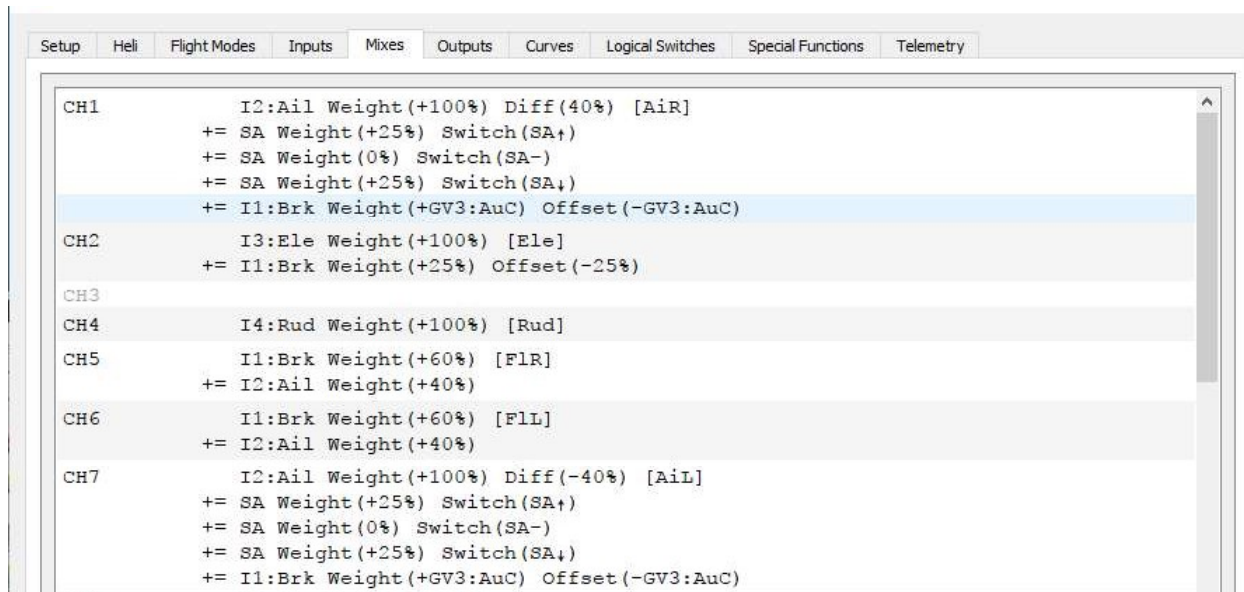 Setup Heli Flight Modes Inputs Mixes Outputs Curves Logical Switches Special Functions Telemetry
CH1 I2:Ail Weight(+100%) Diff(40%) [AiR]
+= SA Weight(+25%) Switch(SA↑)
+= SA Weight(0%) Switch(SA-)
+= SA Weight(+25%) Switch(SA↓)
+= I1:Brk Weight(+GV3:AuC) Offset(-GV3:AuC)
CH2 I3:Ele Weight(+100%) [Ele]
+= I1:Brk Weight(+25%) Offset(-25%)
CH3
CH4 I4:Rud Weight(+100%) [Rud]
CH5 I1:Brk Weight(+60%) [FlR]
+= I2:Ail Weight(+40%)
CH6 I1:Brk Weight(+60%) [FlL]
+= I2:Ail Weight(+40%)
CH7 I2:Ail Weight(+100%) Diff(-40%) [AiL]
+= SA Weight(+25%) Switch(SA↑)
+= SA Weight(0%) Switch(SA-)
+= SA Weight(+25%) Switch(SA↓)
+= I1:Brk Weight(+GV3:AuC) Offset(-GV3:AuC)